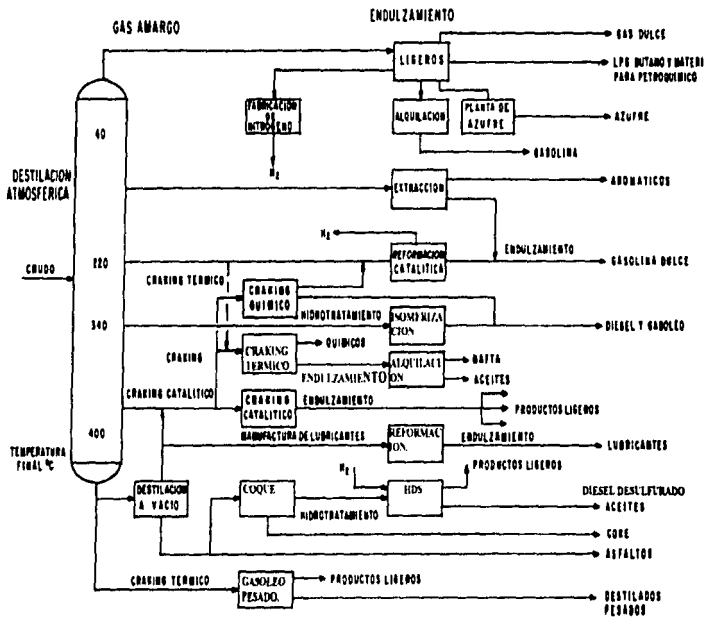 GAS AMARGO
ENDULZAMIENTO
LIGEROS
GAS DULCE
LPG BUTANO Y MATERI
PARA PETROQUIMICO
FABRICACION
DE
NITROGENO
ALQUILACION
PLANTA DE
AZUFRE
AZUFRE
GASOLINA
N2
40
DESTILACION
ATMOSFERICA
EXTRACCION
AROMATICOS
H2
ENDULZAMIENTO
CRUDO
220
CRAKING TERMICO
REFORMACION
CATALITICA
GASOLINA DULCE
CRAKING
QUIMICO
340
HIDROTRATAMIENTO
ISOMERIZA
CION
DIESEL Y GASOLEO
CRAKING
CRAKING
TERMICO
QUIMICOS
ENDULZAMIENTO
ALQUILACI
ON
NAFTA
ACEITES
CRAKING CATALITICO
CRAKING
CATALITICO
ENDULZAMIENTO
PRODUCTOS LIGEROS
400
TEMPERATURA
FINAL ºC
MANUFACTURA DE LUBRICANTES
REFORMAC
ION.
ENDULZAMIENTO
LUBRICANTES
DESTILACION
A VACIO
COQUE
H2
HIDROTRATAMIENTO
HDS
PRODUCTOS LIGEROS
DIESEL DESULFURADO
ACEITES
COKE
ASFALTOS
CRAKING TERMICO
GASOLEO
PESADO.
PRODUCTOS LIGEROS
DESTILADOS
PESADOS